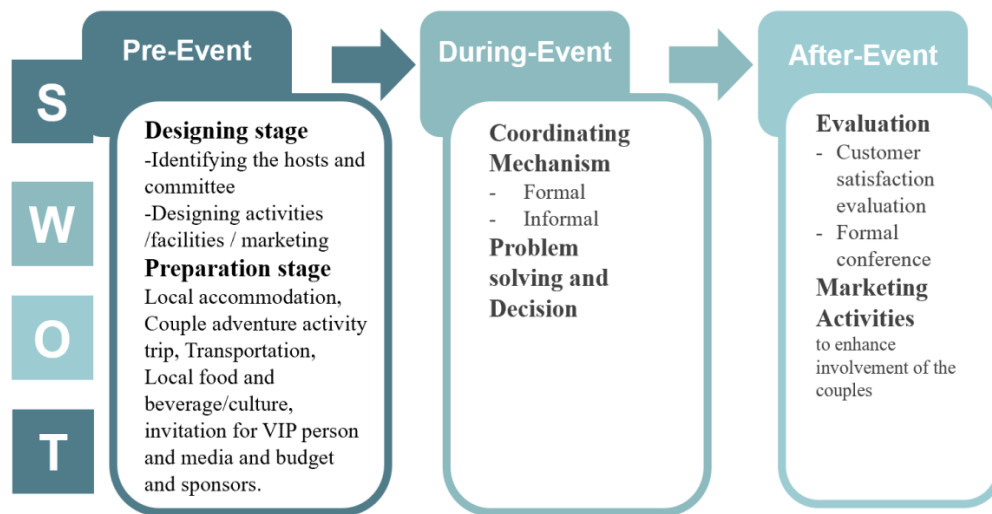 S
W
O
T
Pre-Event
Designing stage
-Identifying the hosts and
committee
-Designing activities
/facilities / marketing
Preparation stage
Local accommodation,
Couple adventure activity
trip, Transportation,
Local food and
beverage/culture,
invitation for VIP person
and media and budget
and sponsors.
During-Event
Coordinating
Mechanism
- Formal
- Informal
Problem
solving and
Decision
After-Event
Evaluation
- Customer
satisfaction
evaluation
- Formal
conference
Marketing
Activities
to enhance
involvement of the
couples